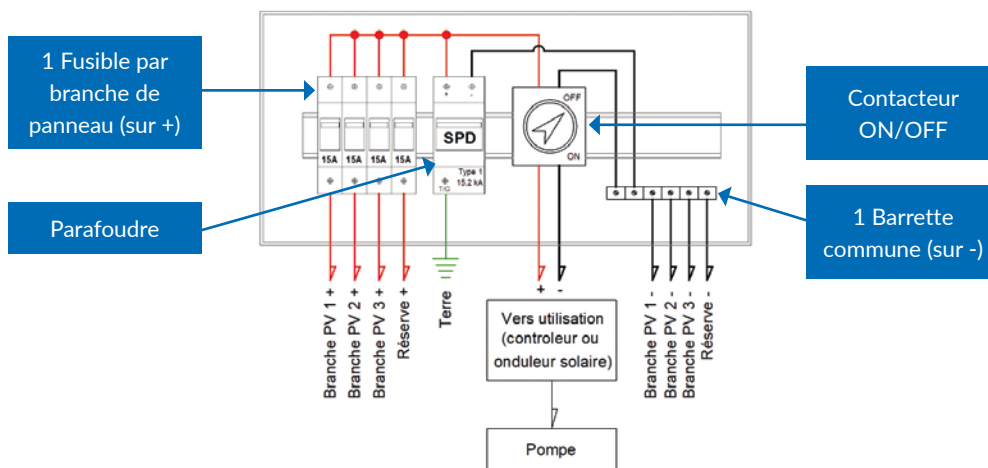 1 Fusible par
branche de
panneau (sur +)
Parafoudre
15A
15A
15A
15A
+
-
SPD
Type 1
15,2 kA
T/G
OFF
ON
Contacteur
ON/OFF
1 Barrette
commune (sur -)
Branche PV 1 +
Branche PV 2 +
Branche PV 3 +
Réserve +
Terre
+
-
Vers utilisation
(controleur ou
onduleur solaire)
Pompe
Branche PV 1 -
Branche PV 2 -
Branche PV 3 -
Réserve -